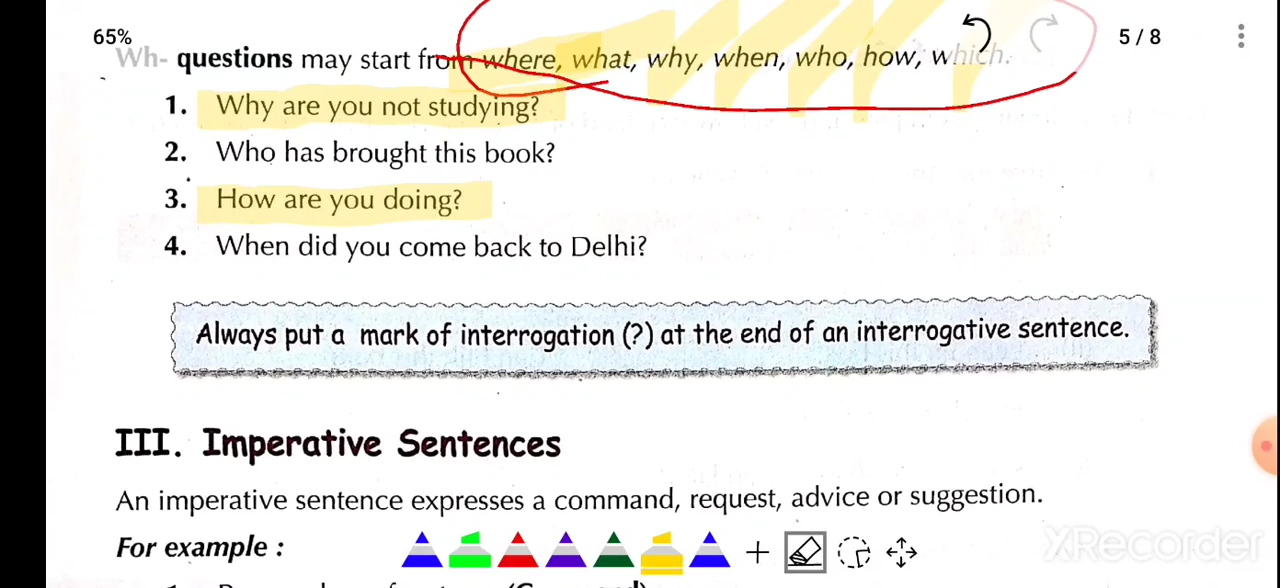 65%
5 / 8
Wh- questions may start from where, what, why, when, who, how, which.
1. Why are you not studying?
2. Who has brought this book?
3. How are you doing?
4. When did you come back to Delhi?
Always put a mark of interrogation (?) at the end of an interrogative sentence.
III. Imperative Sentences
An imperative sentence expresses a command, request, advice or suggestion.
For example :
XRecorder